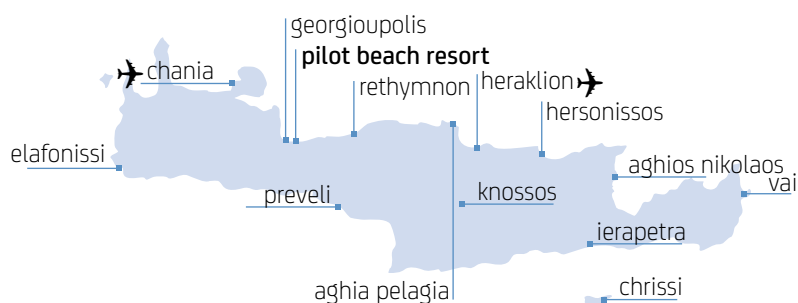 georgioupolis
pilot beach resort
chania
rethymnon
heraklion
hersonissos
elafonissi
aghios nikolaos
vai
preveli
knossos
ierapetra
aghia pelagia
chrissi